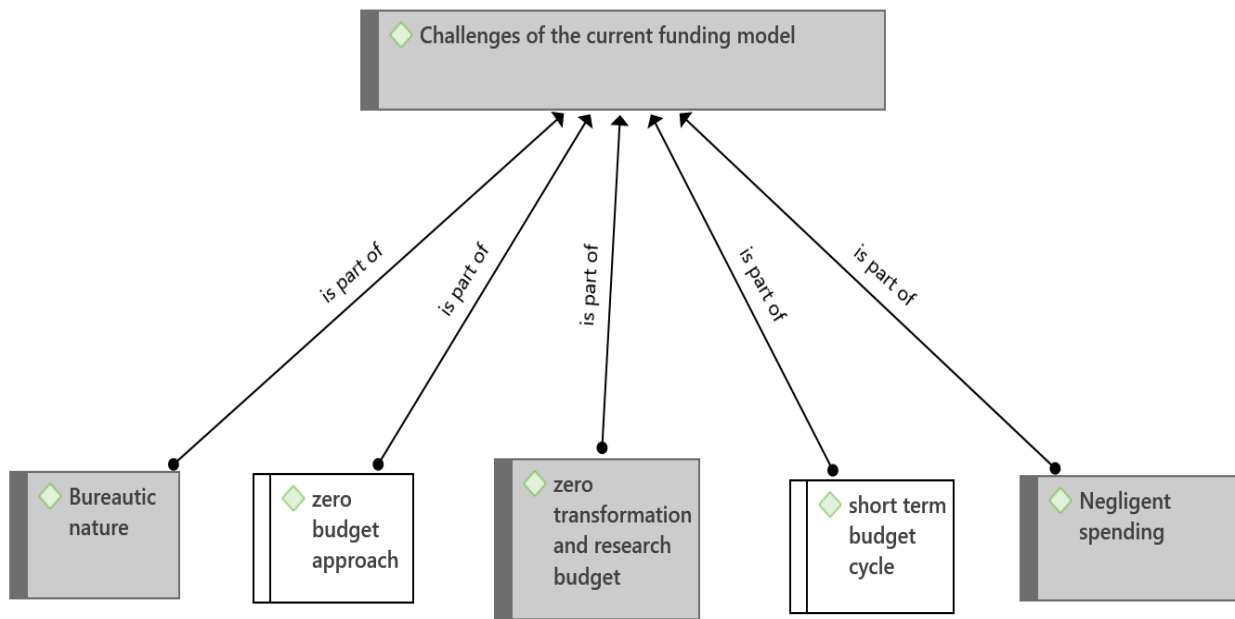 Challenges of the current funding model
is part of
is part of
is part of
is part of
is part of
Bureautic
nature
zero
budget
approach
zero
transformation
and research
budget
short term
budget
cycle
Negligent
spending